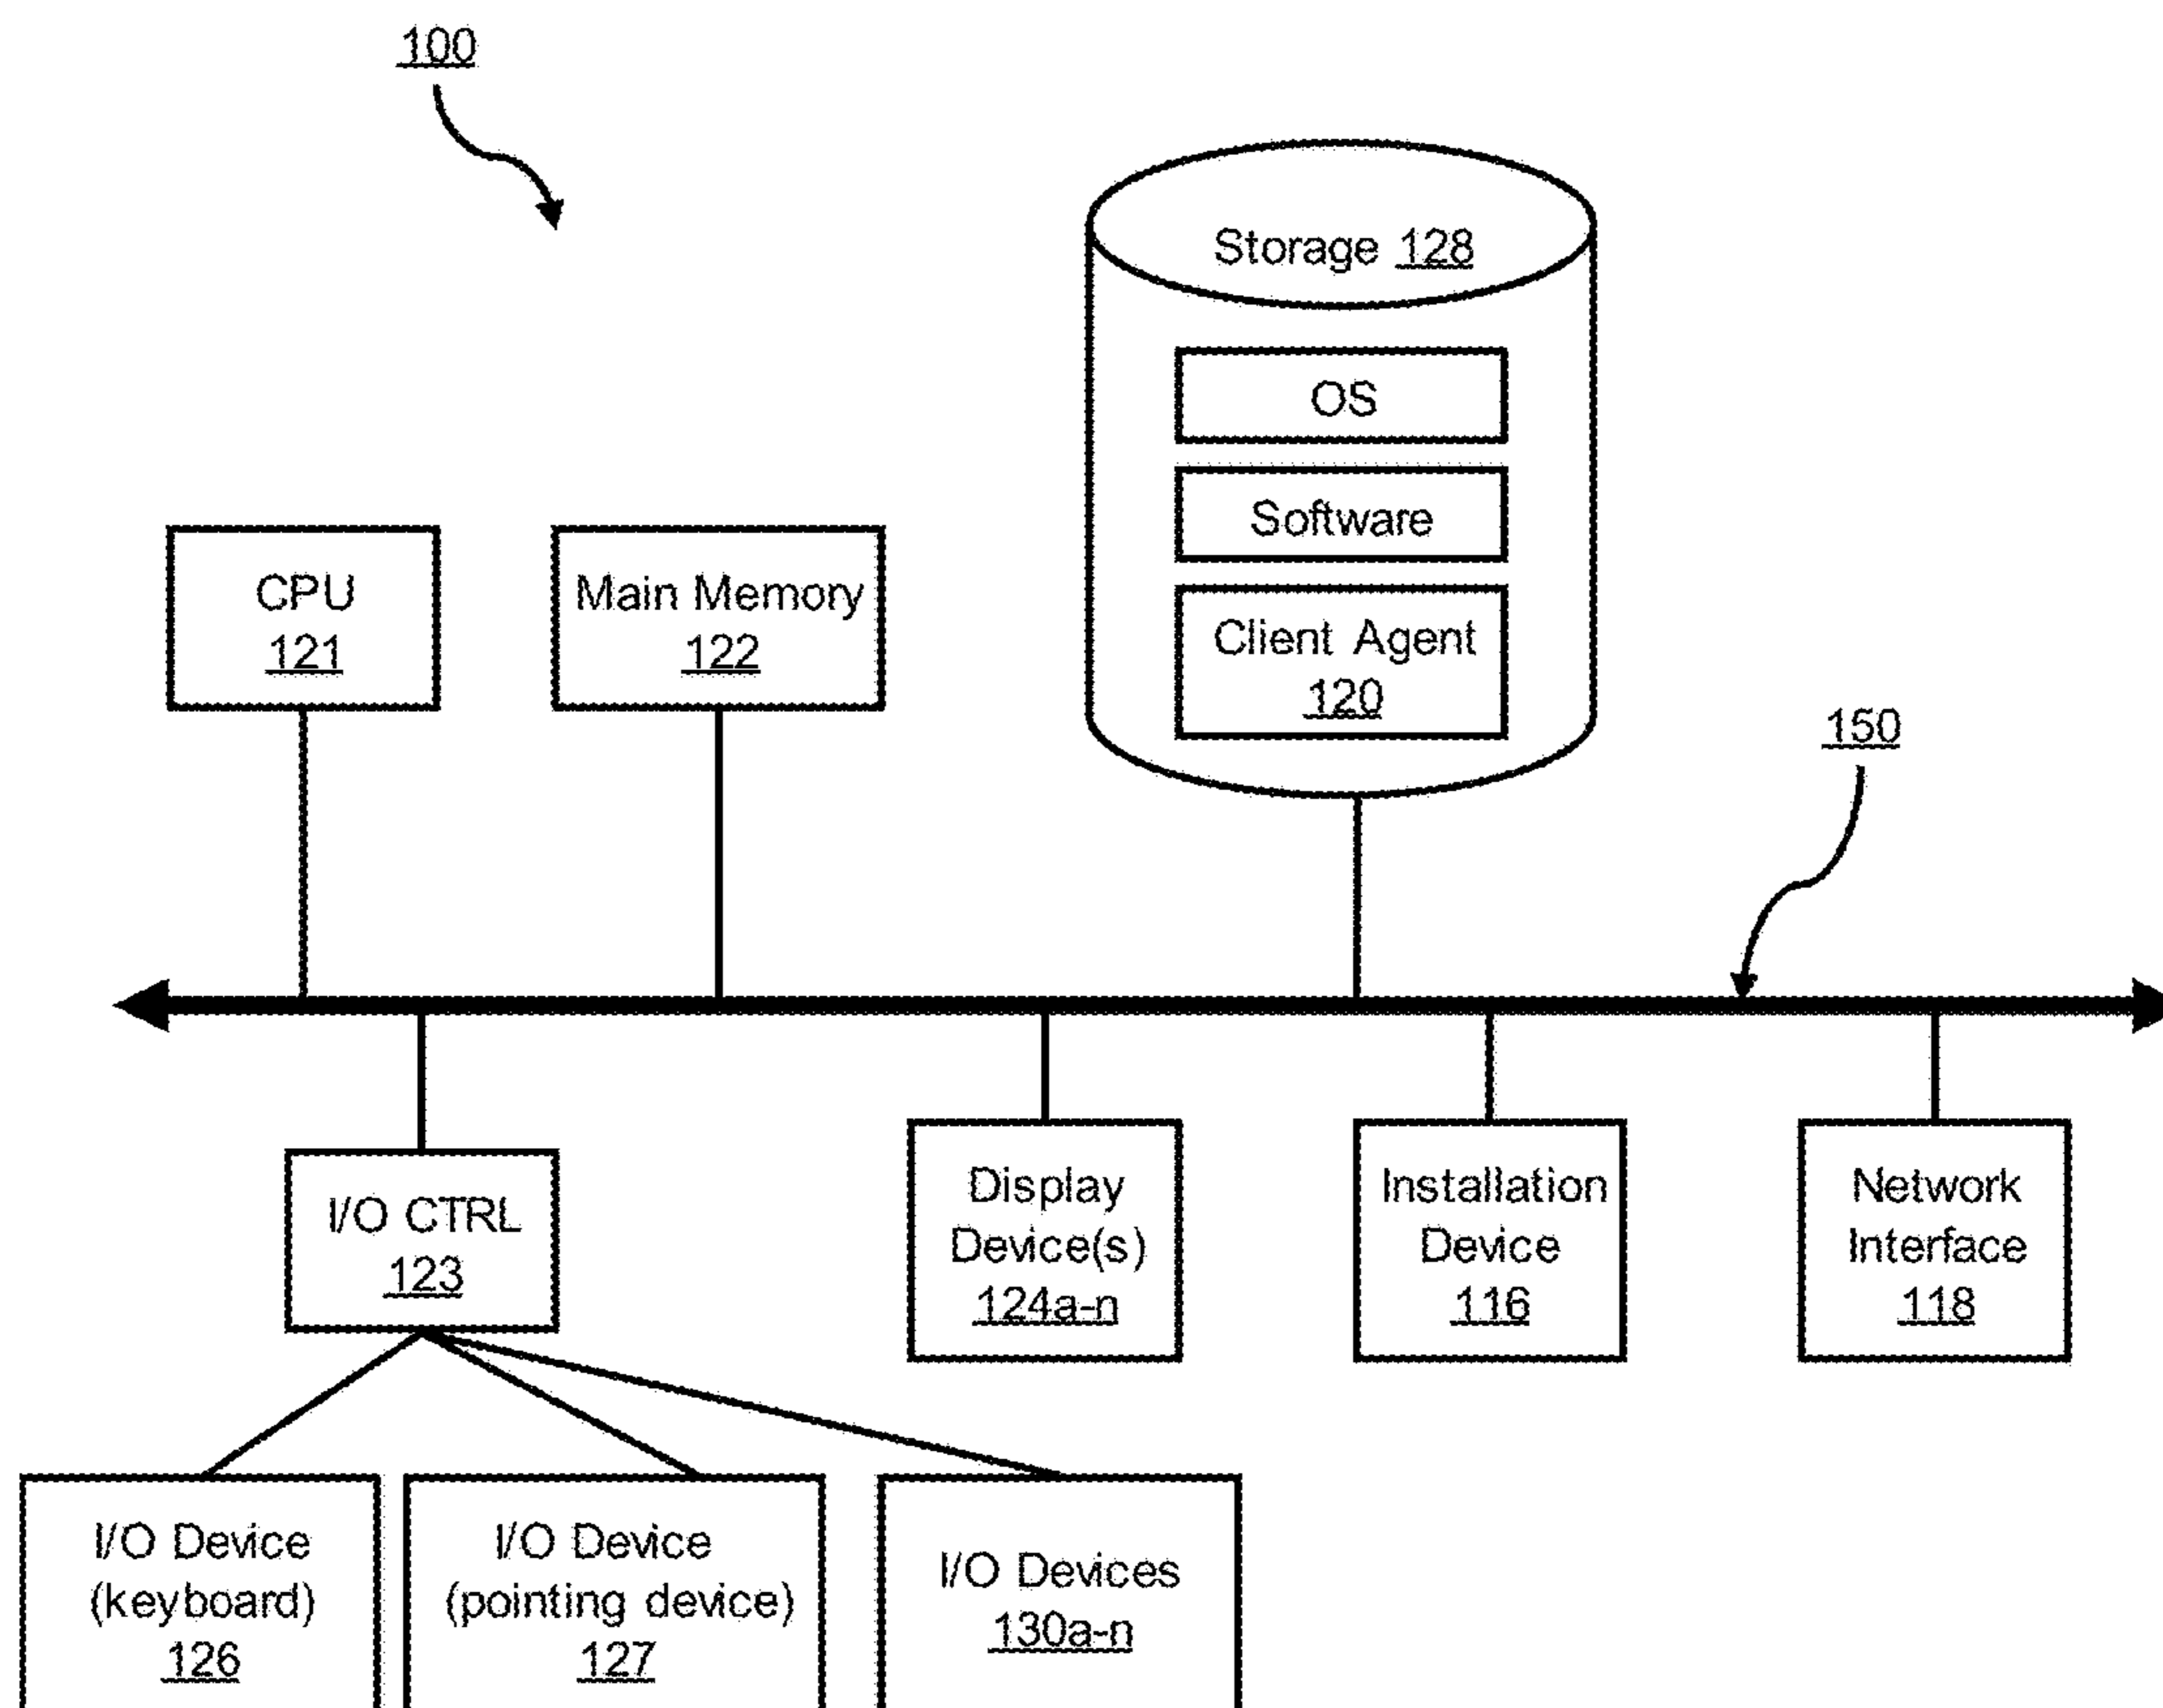 100
Storage 128
OS
Software
Client Agent
120
CPU
121
Main Memory
122
150
I/O CTRL
123
Display
Device(s)
124a-n
Installation
Device
116
Network
Interface
118
I/O Device
(keyboard)
126
I/O Device
(pointing device)
127
I/O Devices
130a-n